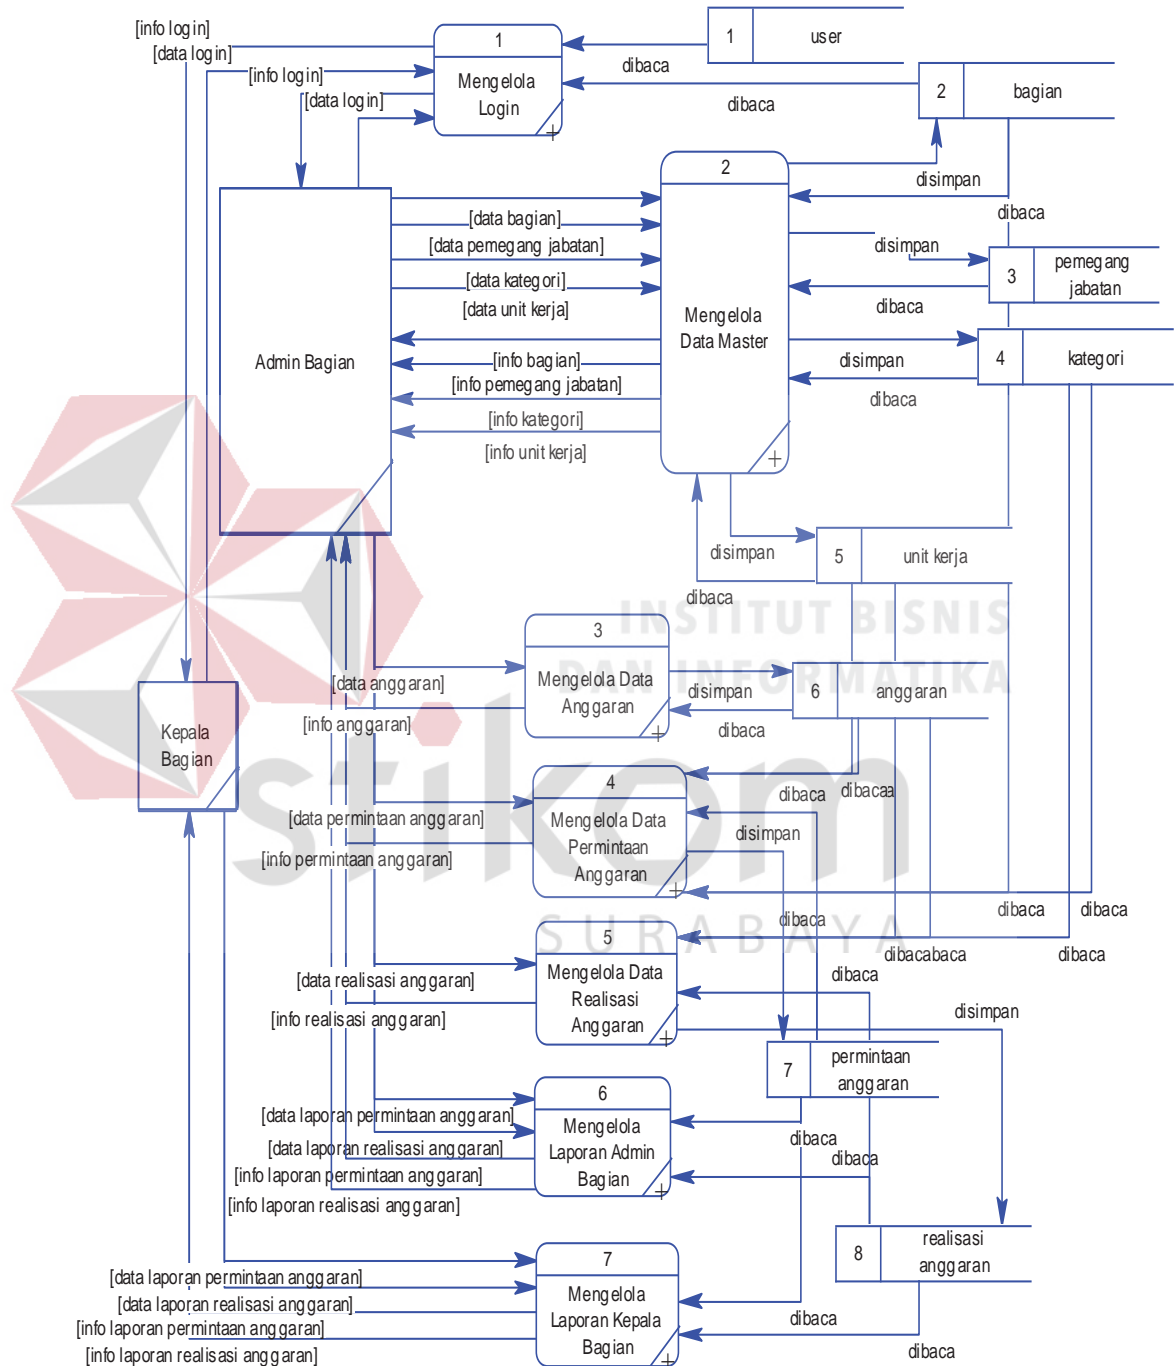 [info login]
[data login]
[info login]
[data login]
1
Mengelola
Login
1
user
dibaca
2
bagian
dibaca
2
Mengelola
Data Master
disimpan
dibaca
disimpan
3
pemegang
jabatan
dibaca
4
kategori
disimpan
dibaca
Admin Bagian
[data bagian]
[data pemegang jabatan]
[data kategori]
[data unit kerja]
[info bagian]
[info pemegang jabatan]
[info kategori]
[info unit kerja]
disimpan
5
unit kerja
dibaca
INSTITUT BISNIS
DAN INFORMATIKA
3
Mengelola Data
Anggaran
[data anggaran]
[info anggaran]
disimpan
6
anggaran
dibaca
Kepala
Bagian
stikom
SURABAYA
4
Mengelola Data
Permintaan
Anggaran
[data permintaan anggaran]
[info permintaan anggaran]
dibaca
dibacaa
disimpan
dibaca
dibaca
dibaca
5
Mengelola Data
Realisasi
Anggaran
[data realisasi anggaran]
[info realisasi anggaran]
dibacabaca
dibaca
dibaca
disimpan
7
permintaan
anggaran
6
Mengelola
Laporan Admin
Bagian
[data laporan permintaan anggaran]
[data laporan realisasi anggaran]
[info laporan permintaan anggaran]
[info laporan realisasi anggaran]
dibaca
dibaca
8
realisasi
anggaran
7
Mengelola
Laporan Kepala
Bagian
[data laporan permintaan anggaran]
[data laporan realisasi anggaran]
[info laporan permintaan anggaran]
[info laporan realisasi anggaran]
dibaca
dibaca